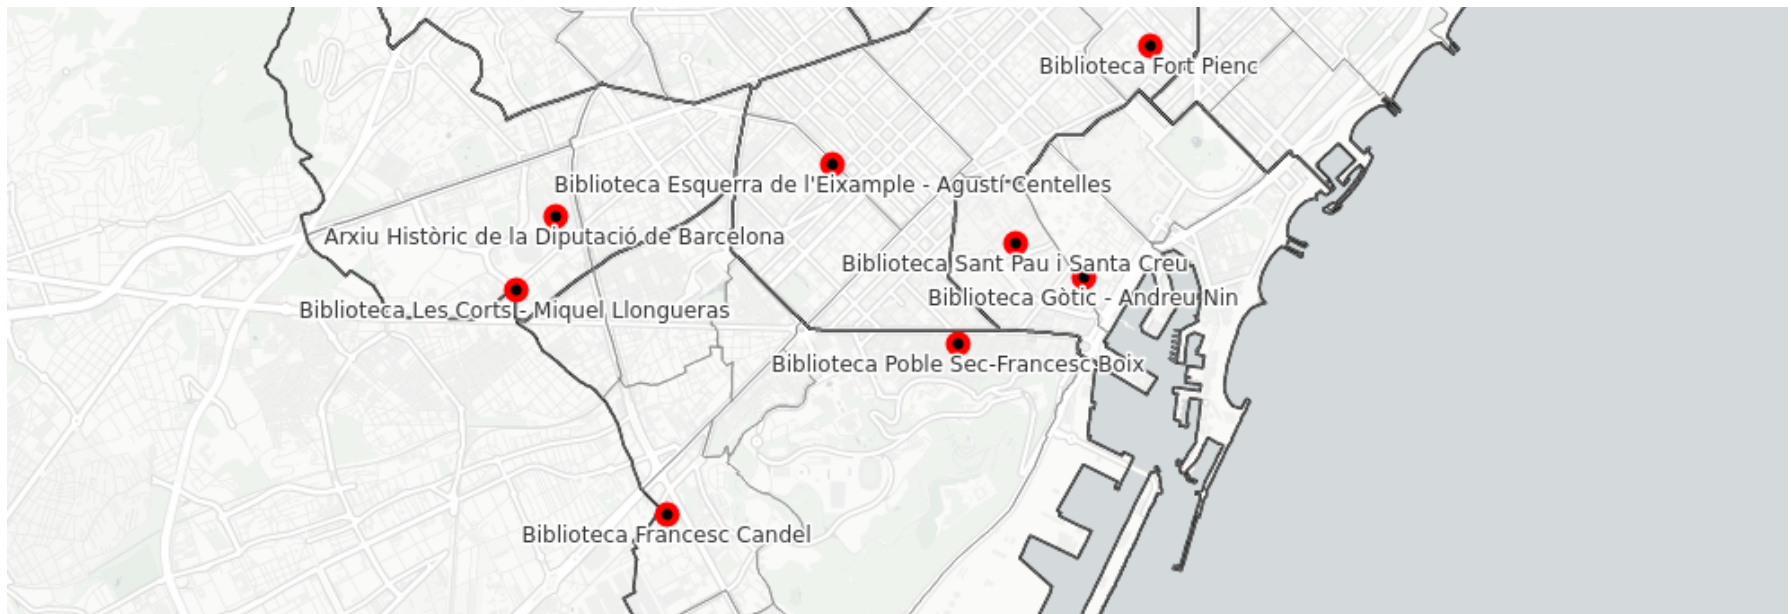 Biblioteca Fort Pienc
Biblioteca Esquerra de l'Eixample - Agustí Centelles
Arxiu Històric de la Diputació de Barcelona
Biblioteca Sant Pau i Santa Creu
Biblioteca Gòtic - Andreu Nin
Biblioteca Les Corts - Miquel Llongueras
Biblioteca Poble Sec-Francesc Boix
Biblioteca Francesc Candel